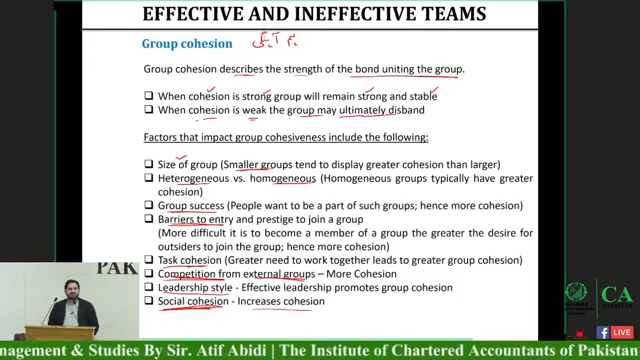 EFFECTIVE AND INEFFECTIVE TEAMS
Group cohesion
Group cohesion describes the strength of the bond uniting the group.
☐ When cohesion is strong group will remain strong and stable
☐ When cohesion is weak the group may ultimately disband
Factors that impact group cohesiveness include the following:
☐ Size of group (Smaller groups tend to display greater cohesion than larger)
☐ Heterogeneous vs. homogeneous (Homogeneous groups typically have greater
cohesion)
☐ Group success (People want to be a part of such groups; hence more cohesion)
☐ Barriers to entry and prestige to join a group
(More difficult it is to become a member of a group the greater the desire for
outsiders to join the group; hence more cohesion)
☐ Task cohesion (Greater need to work together leads to greater group cohesion)
☐ Competition from external groups – More Cohesion
☐ Leadership style - Effective leadership promotes group cohesion
☐ Social cohesion - Increases cohesion
PAK
CA
PAKISTAN
nagement & Studies By Sir. Atif Abidi | The Institute of Chartered Accountants of Pakistan